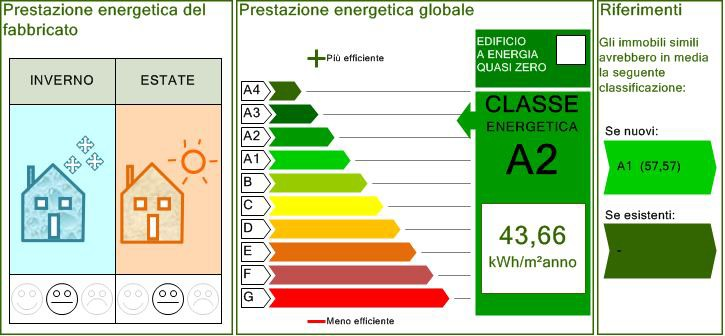 Prestazione energetica del
fabbricato
INVERNO
ESTATE
Prestazione energetica globale
Più efficiente
A4
A3
A2
A1
B
C
D
E
F
G
Meno efficiente
EDIFICIO
A ENERGIA
QUASI ZERO
CLASSE
ENERGETICA
A2
43,66
kWh/m²anno
Riferimenti
Gli immobili simili
avrebbero in media
la seguente
classificazione:
Se nuovi:
A1 (57,57)
Se esistenti:
-